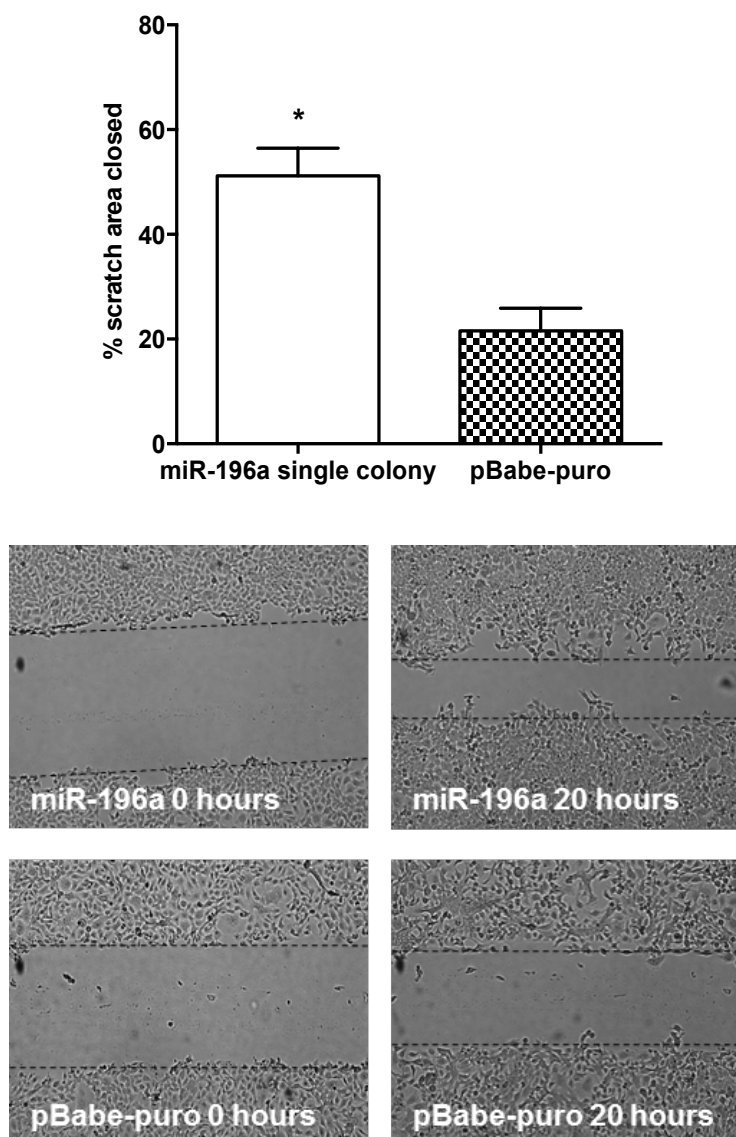 80
60
40
20
0
% scratch area closed
*
miR-196a single colony
pBabe-puro
miR-196a 0 hours
miR-196a 20 hours
pBabe-puro 0 hours
pBabe-puro 20 hours